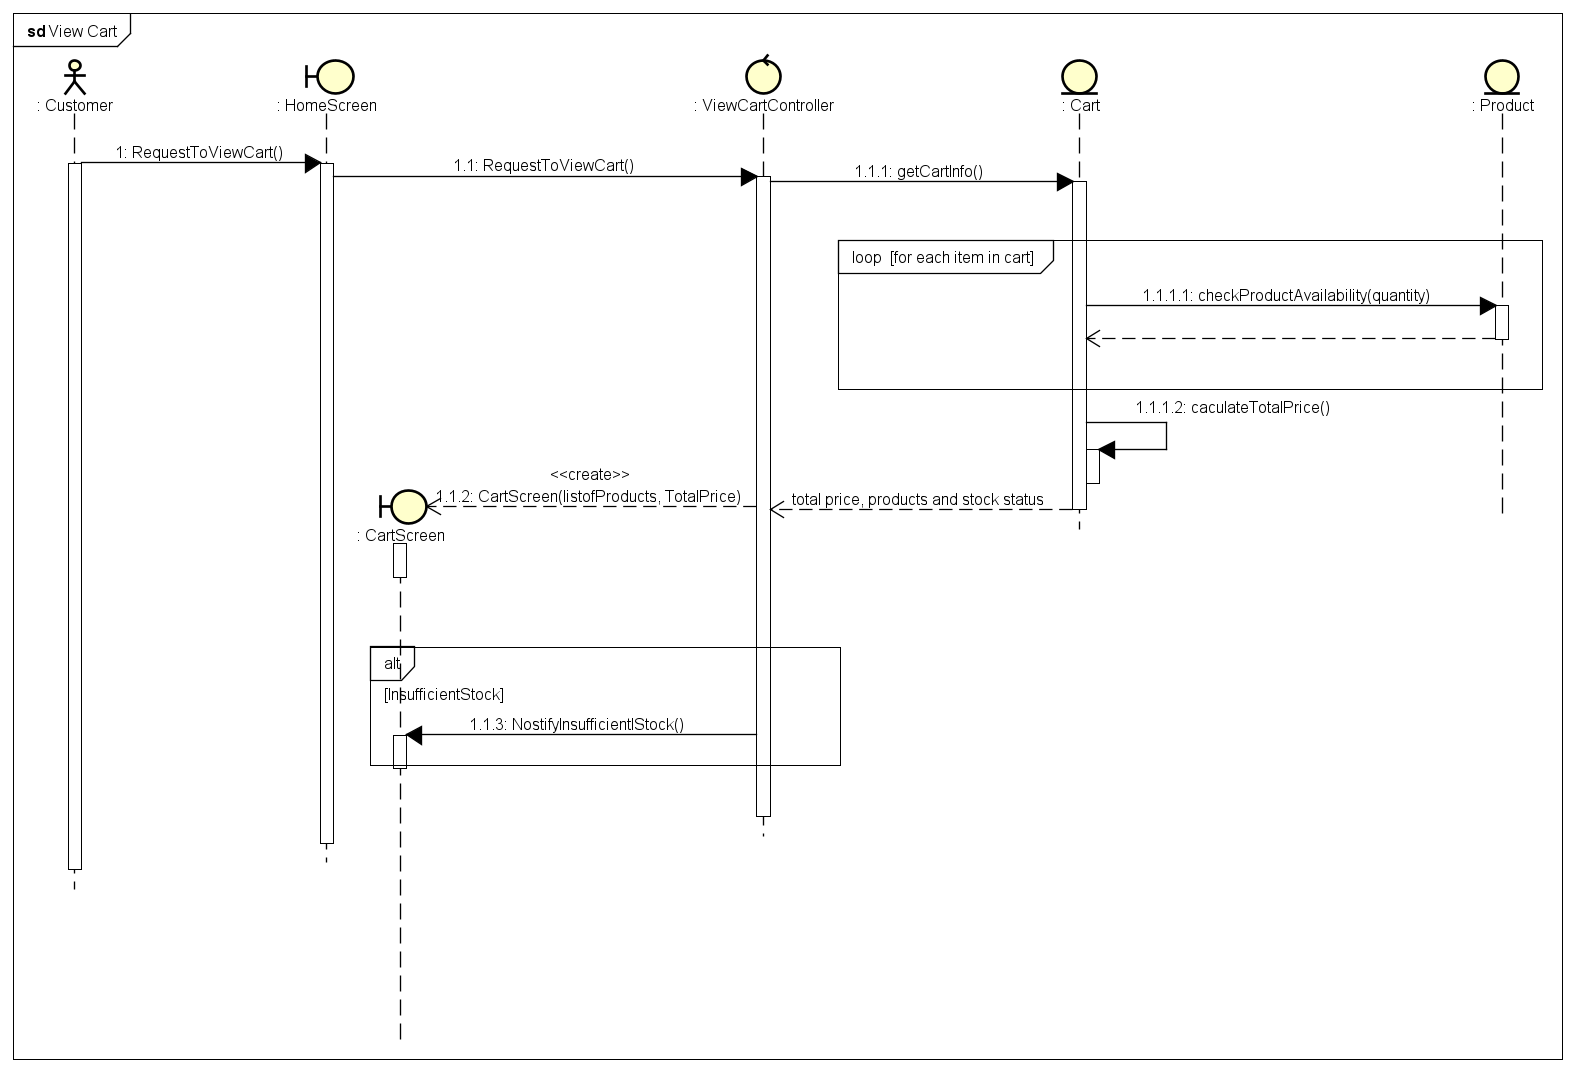 sd View Cart
: Customer
: HomeScreen
: ViewCartController
: Cart
: Product
1: RequestToViewCart()
1.1: RequestToViewCart()
1.1.1: getCartInfo()
loop [for each item in cart]
1.1.1.1: checkProductAvailability(quantity)
1.1.1.2: caculateTotalPrice()
<<create>>
1.1.2: CartScreen(listofProducts, TotalPrice)
total price, products and stock status
: CartScreen
alt
[InsufficientStock]
1.1.3: NostifyInsufficientlStock()